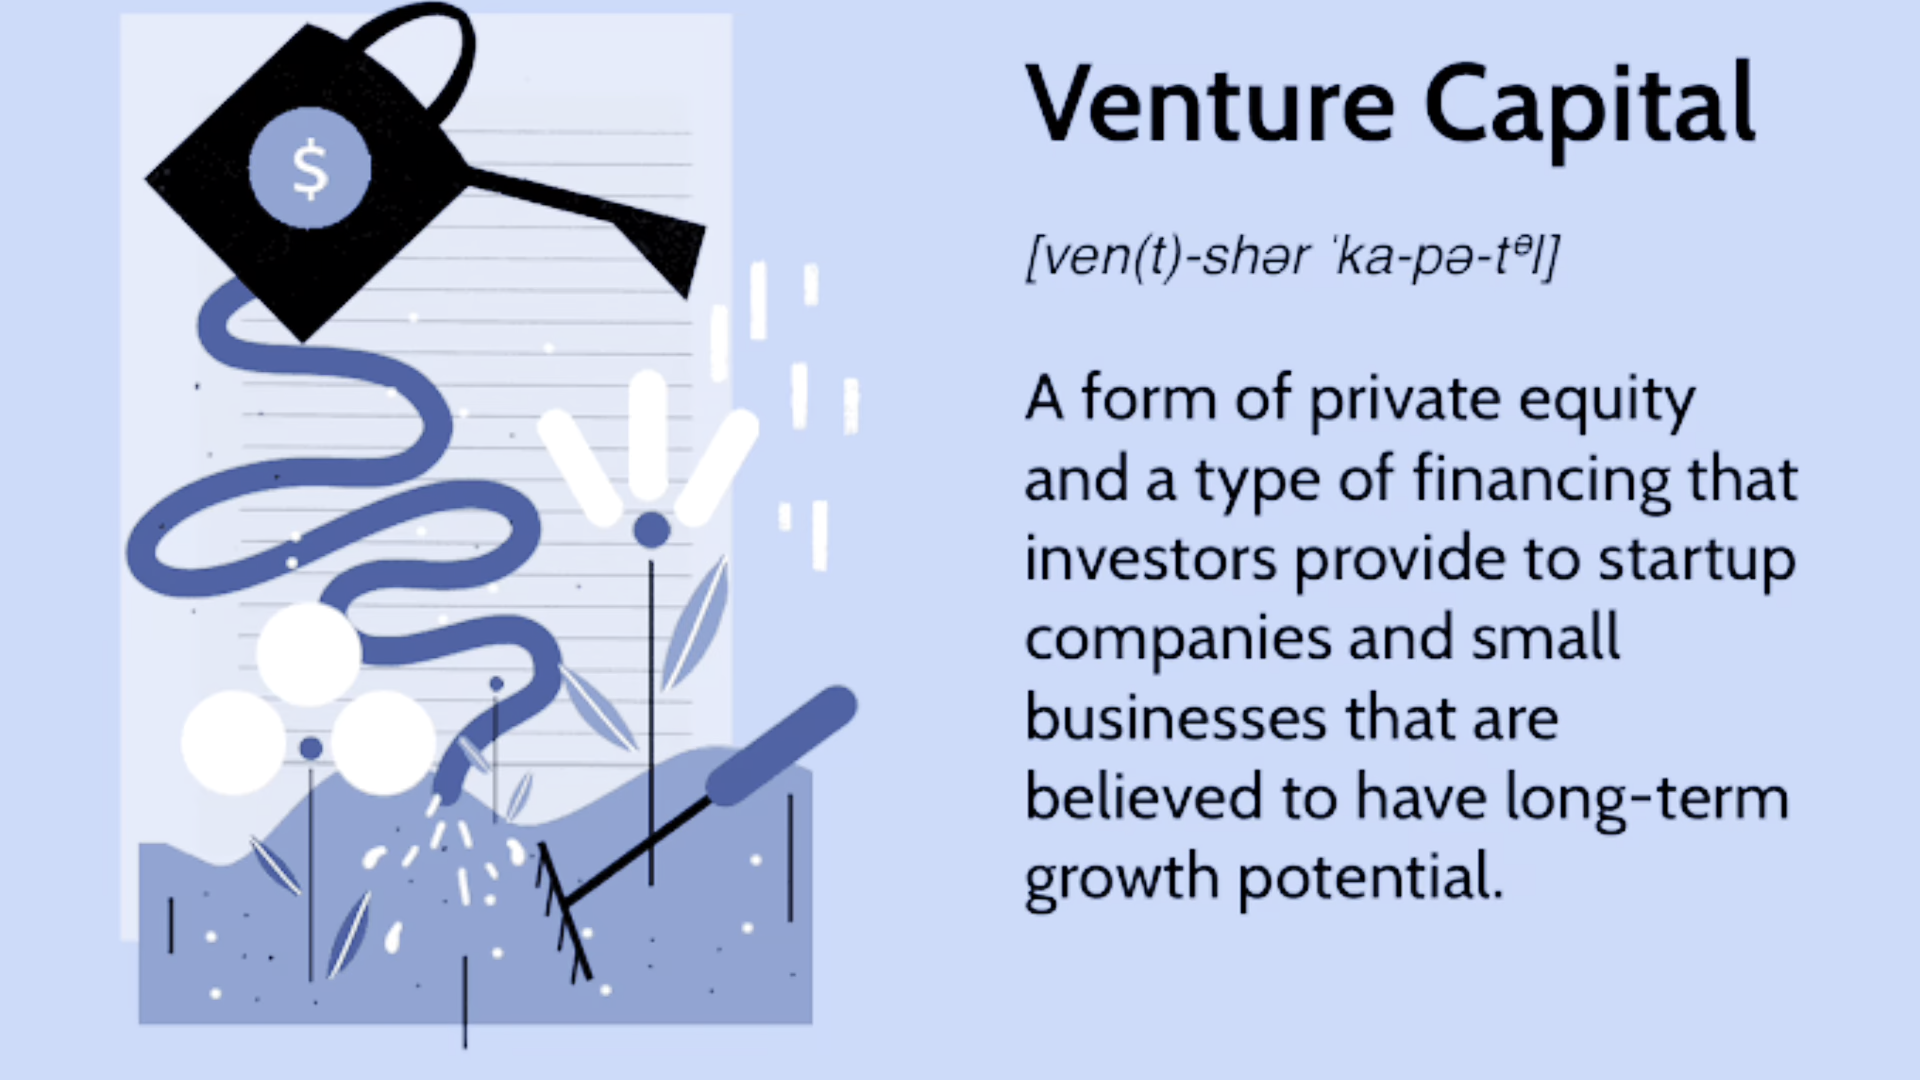 $
Venture Capital
[ven(t)-shər ˈka-pə-tᵊl]
A form of private equity
and a type of financing that
investors provide to startup
companies and small
businesses that are
believed to have long-term
growth potential.